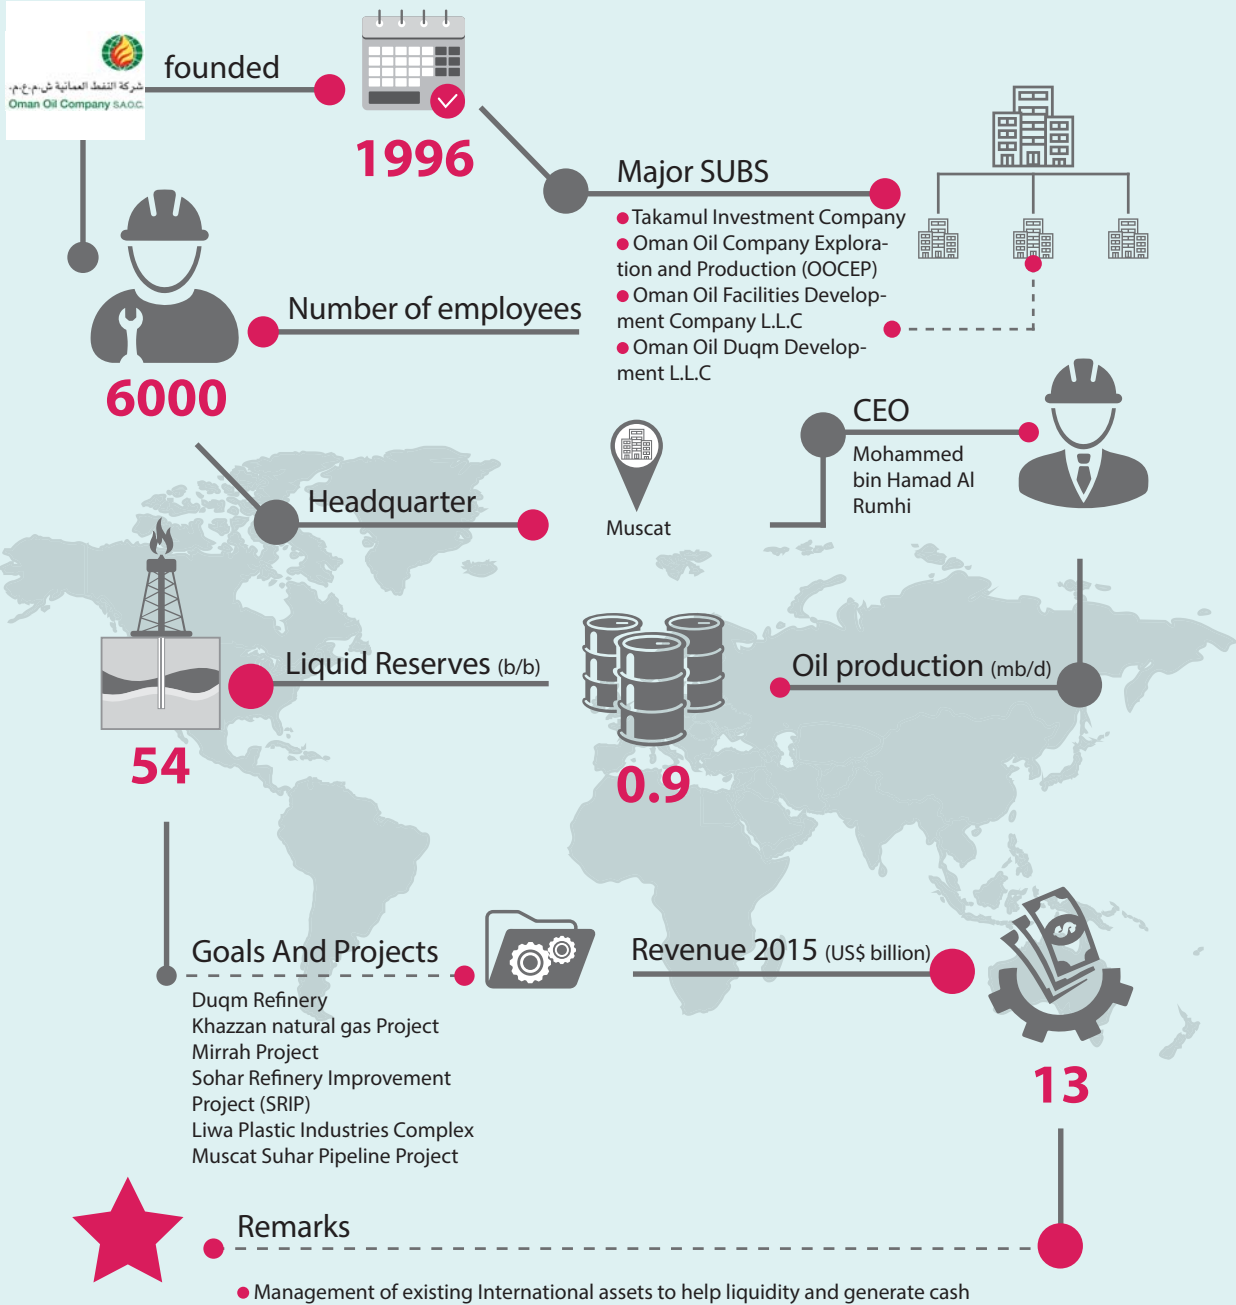 شركة النفط العمانية ش.م.ع.م.
Oman Oil Company S.A.O.C.
founded
1996
Major SUBS
Takamul Investment Company
Oman Oil Company Explora-
tion and Production (OOCEP)
Oman Oil Facilities Develop-
ment Company L.L.C
Oman Oil Duqm Develop-
ment L.L.C
Number of employees
6000
CEO
Mohammed
bin Hamad Al
Rumhi
Headquarter
Muscat
Liquid Reserves (b/b)
54
Oil production (mb/d)
0.9
Goals And Projects
Duqm Refinery
Khazzan natural gas Project
Mirrah Project
Sohar Refinery Improvement
Project (SRIP)
Liwa Plastic Industries Complex
Muscat Suhar Pipeline Project
Revenue 2015 (US$ billion)
13
Remarks
Management of existing International assets to help liquidity and generate cash